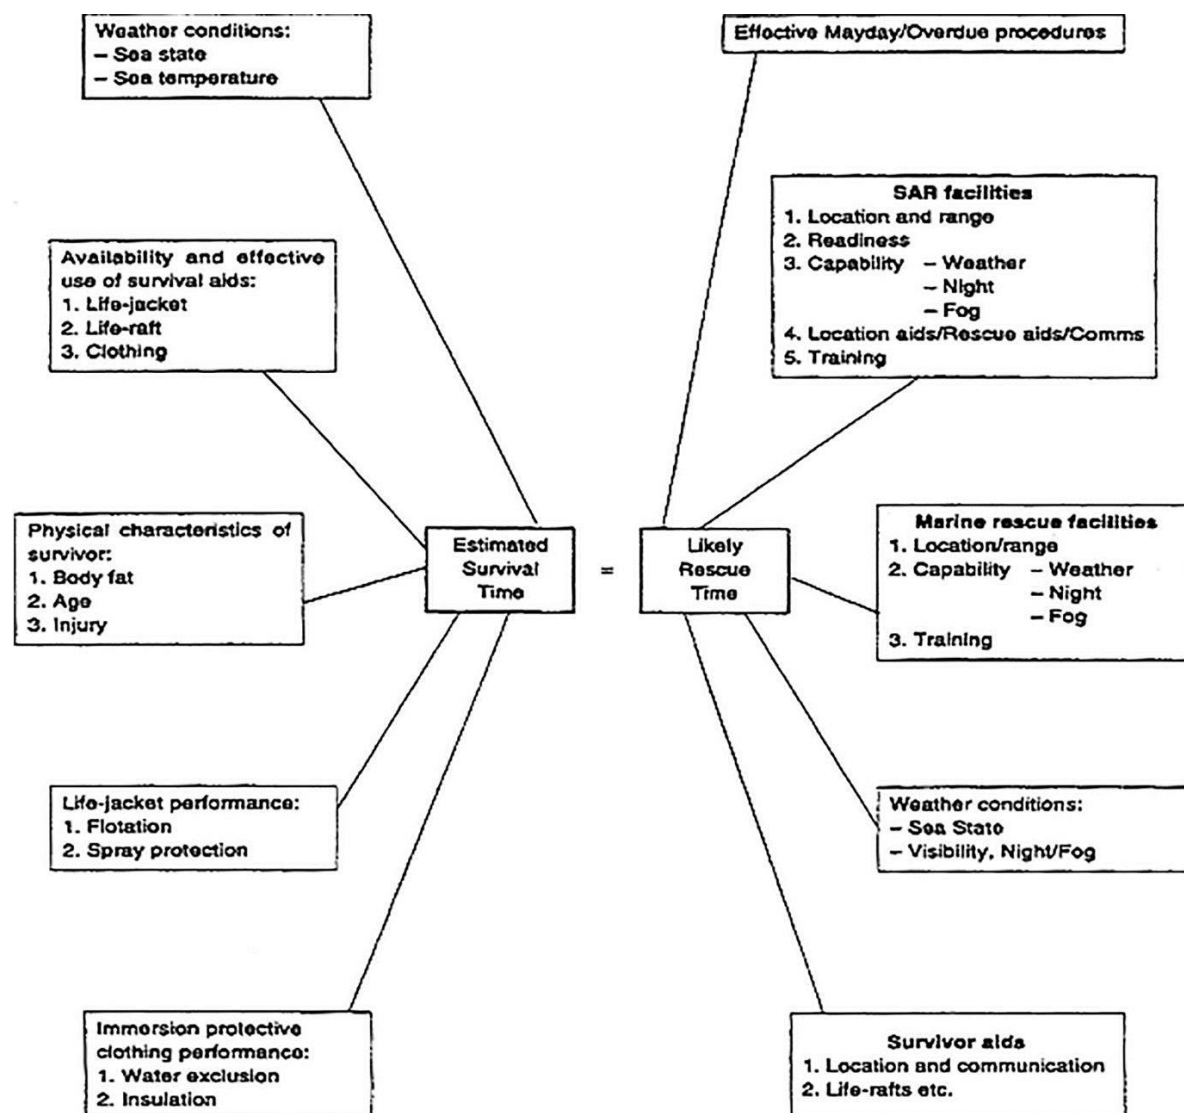 Weather conditions:
– Sea state
– Sea temperature
Effective Mayday/Overdue procedures
SAR facilities
1. Location and range
2. Readiness
3. Capability – Weather
– Night
– Fog
4. Location aids/Rescue aids/Comms
5. Training
Availability and effective
use of survival aids:
1. Life-jacket
2. Life-raft
3. Clothing
Physical characteristics of
survivor:
1. Body fat
2. Age
3. Injury
Estimated
Survival
Time
=
Likely
Rescue
Time
Marine rescue facilities
1. Location/range
2. Capability – Weather
– Night
– Fog
3. Training
Life-jacket performance:
1. Flotation
2. Spray protection
Weather conditions:
– Sea State
– Visibility, Night/Fog
Immersion protective
clothing performance:
1. Water exclusion
2. Insulation
Survivor aids
1. Location and communication
2. Life-rafts etc.